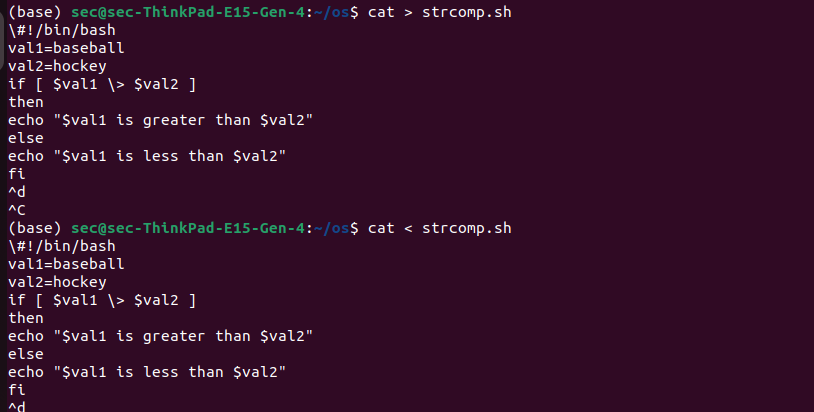 (base) sec@sec-ThinkPad-E15-Gen-4:~/os$ cat > strcomp.sh
\#!/bin/bash
val1=baseball
val2=hockey
if [ $val1 \> $val2 ]
then
echo "$val1 is greater than $val2"
else
echo "$val1 is less than $val2"
fi
^d
^C
(base) sec@sec-ThinkPad-E15-Gen-4:~/os$ cat < strcomp.sh
\#!/bin/bash
val1=baseball
val2=hockey
if [ $val1 \> $val2 ]
then
echo "$val1 is greater than $val2"
else
echo "$val1 is less than $val2"
fi
^d